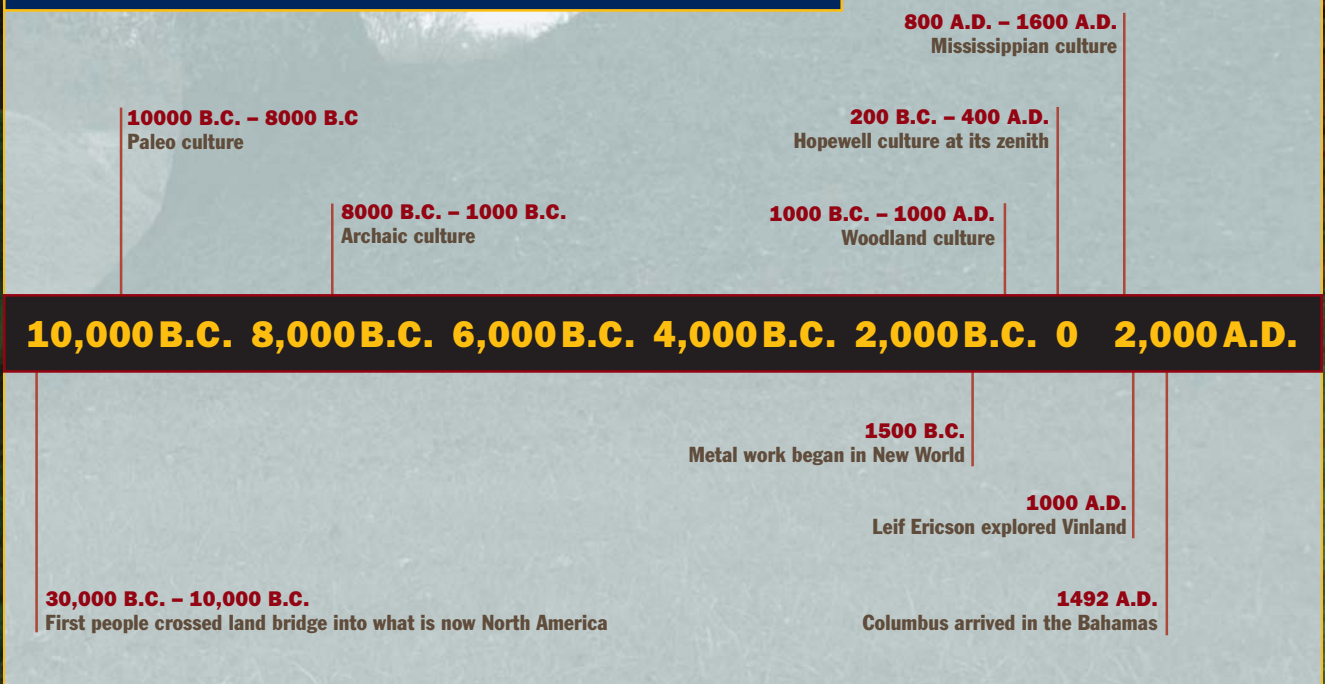 800 A.D. – 1600 A.D.
Mississippian culture
10000 B.C. – 8000 B.C
Paleo culture
200 B.C. – 400 A.D.
Hopewell culture at its zenith
8000 B.C. – 1000 B.C.
Archaic culture
1000 B.C. – 1000 A.D.
Woodland culture
10,000 B.C. 8,000 B.C. 6,000 B.C. 4,000 B.C. 2,000 B.C. 0 2,000 A.D.
1500 B.C.
Metal work began in New World
1000 A.D.
Leif Ericson explored Vinland
30,000 B.C. – 10,000 B.C.
First people crossed land bridge into what is now North America
1492 A.D.
Columbus arrived in the Bahamas